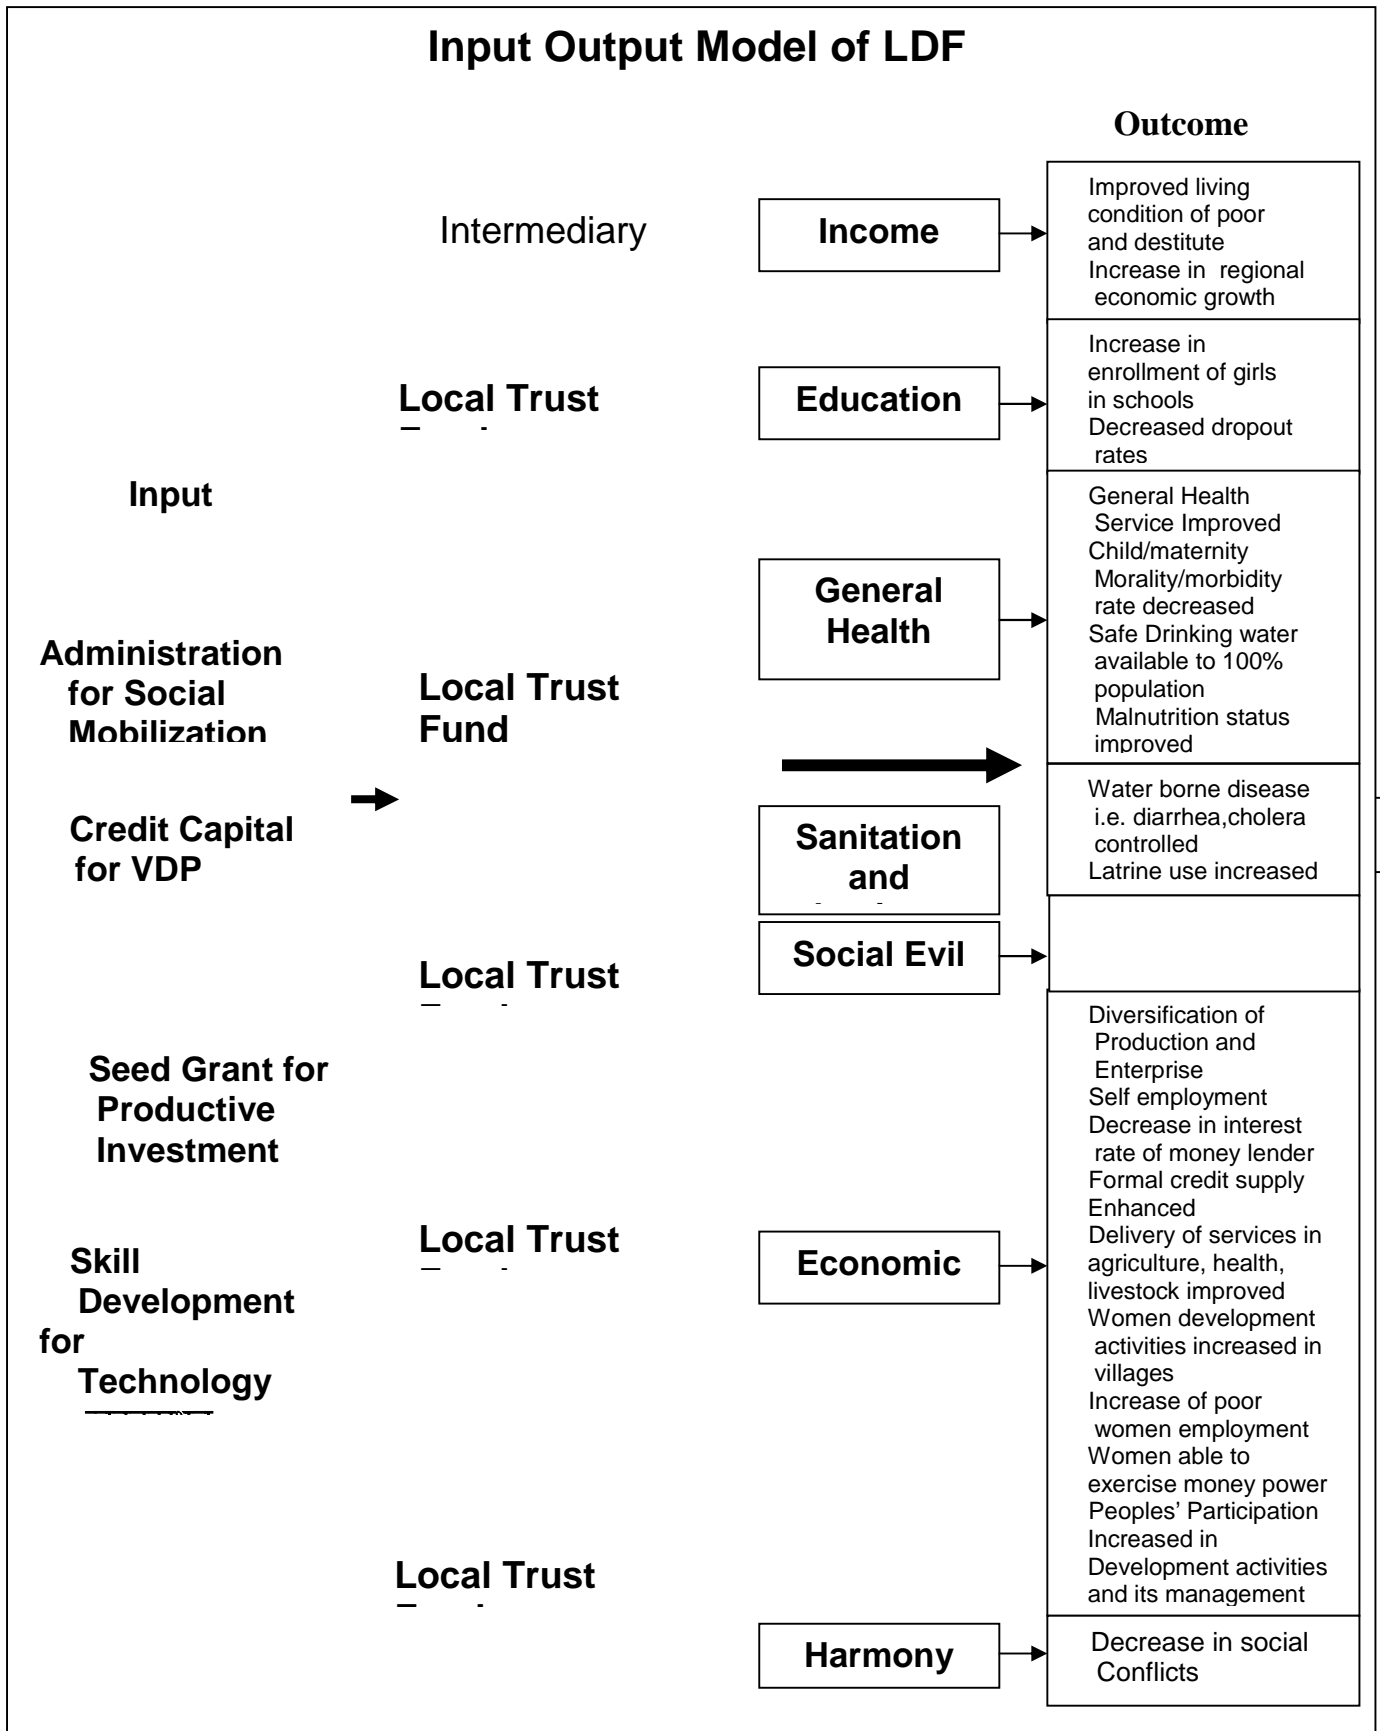 Input Output Model of LDF
Input
Administration
for Social
Mobilization
Credit Capital
for VDP
Seed Grant for
Productive
Investment
Skill
Development
for
Technology
Intermediary
Local Trust
Local Trust
Fund
Local Trust
Local Trust
Local Trust
Income
Education
General
Health
Sanitation
and
Social Evil
Economic
Harmony
Outcome
Improved living
condition of poor
and destitute
Increase in regional
economic growth
Increase in
enrollment of girls
in schools
Decreased dropout
rates
General Health
Service Improved
Child/maternity
Morality/morbidity
rate decreased
Safe Drinking water
available to 100%
population
Malnutrition status
improved
Water borne disease
i.e. diarrhea,cholera
controlled
Latrine use increased
Diversification of
Production and
Enterprise
Self employment
Decrease in interest
rate of money lender
Formal credit supply
Enhanced
Delivery of services in
agriculture, health,
livestock improved
Women development
activities increased in
villages
Increase of poor
women employment
Women able to
exercise money power
Peoples’ Participation
Increased in
Development activities
and its management
Decrease in social
Conflicts